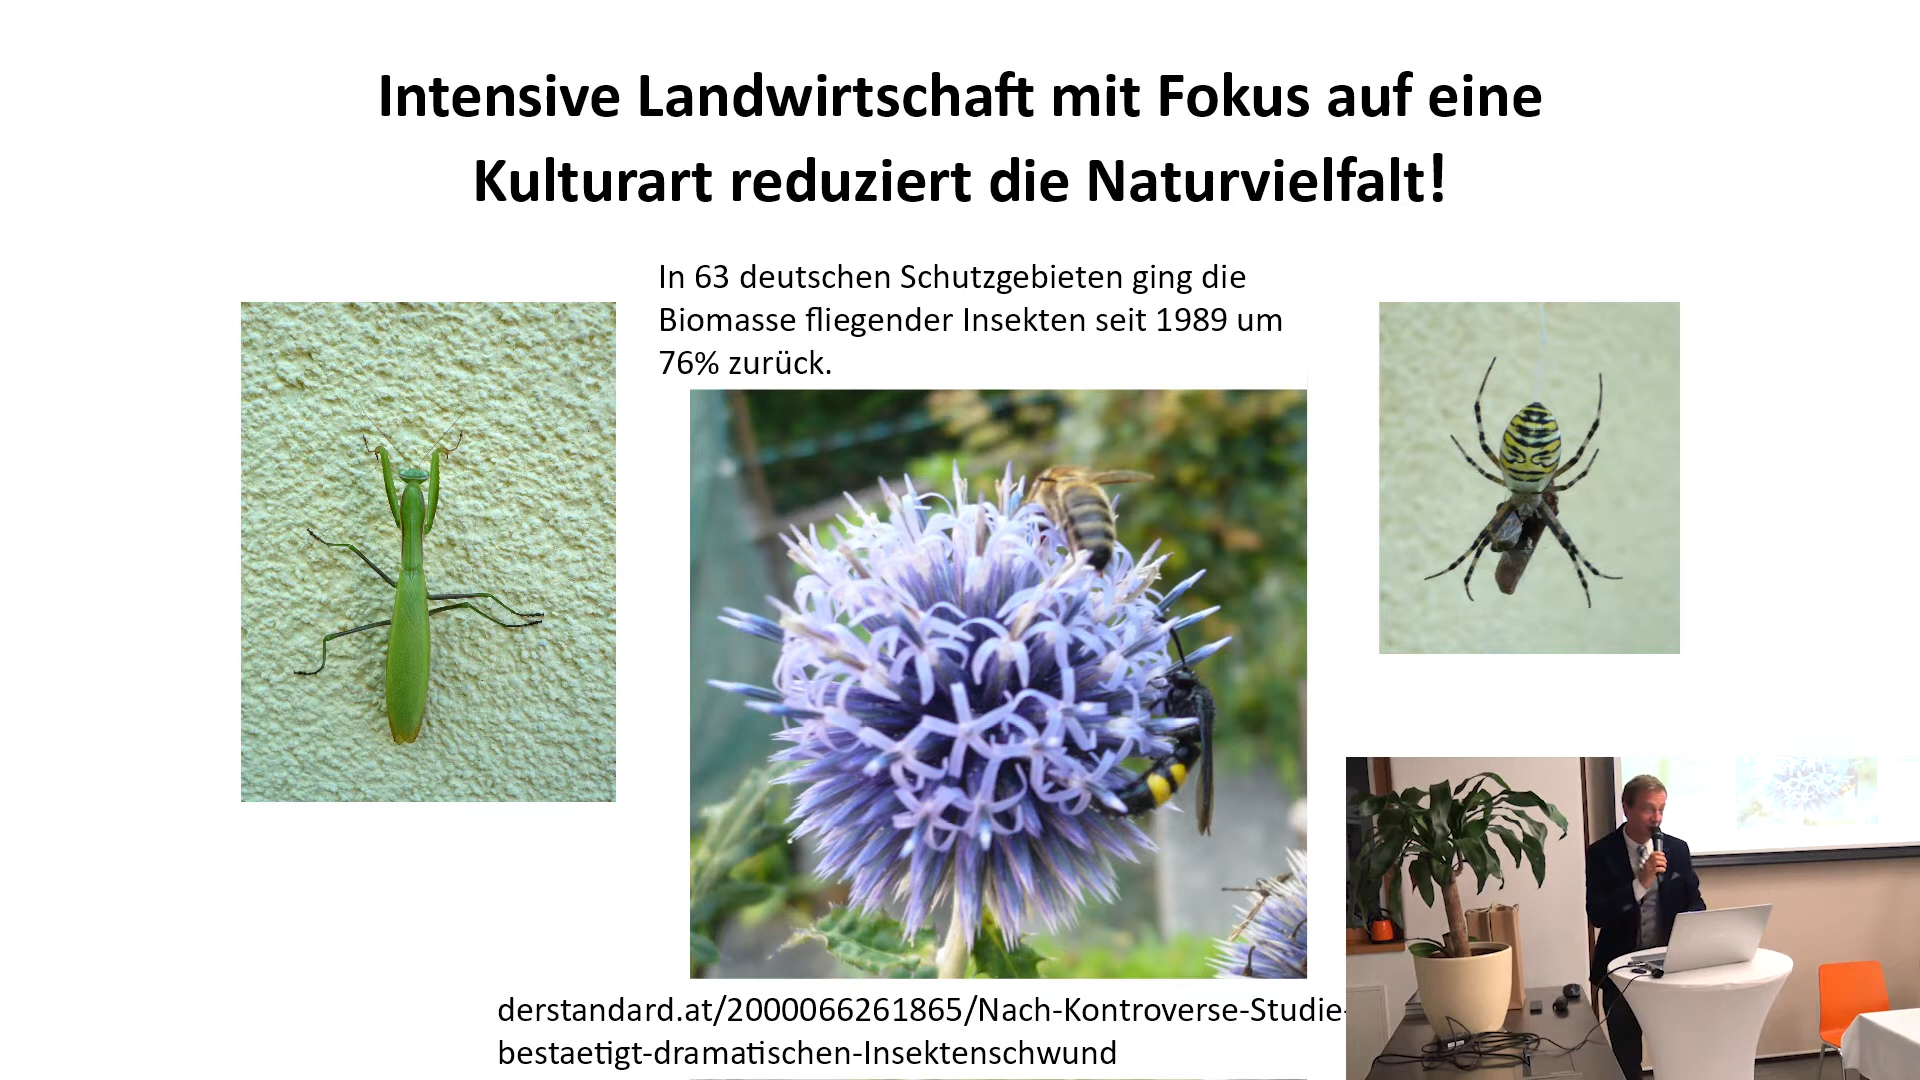 Intensive Landwirtschaft mit Fokus auf eine
Kulturart reduziert die Naturvielfalt!
In 63 deutschen Schutzgebieten ging die
Biomasse fliegender Insekten seit 1989 um
76% zurück.
derstandard.at/2000066261865/Nach-Kontroverse-Studie-
bestaetigt-dramatischen-Insektenschwund